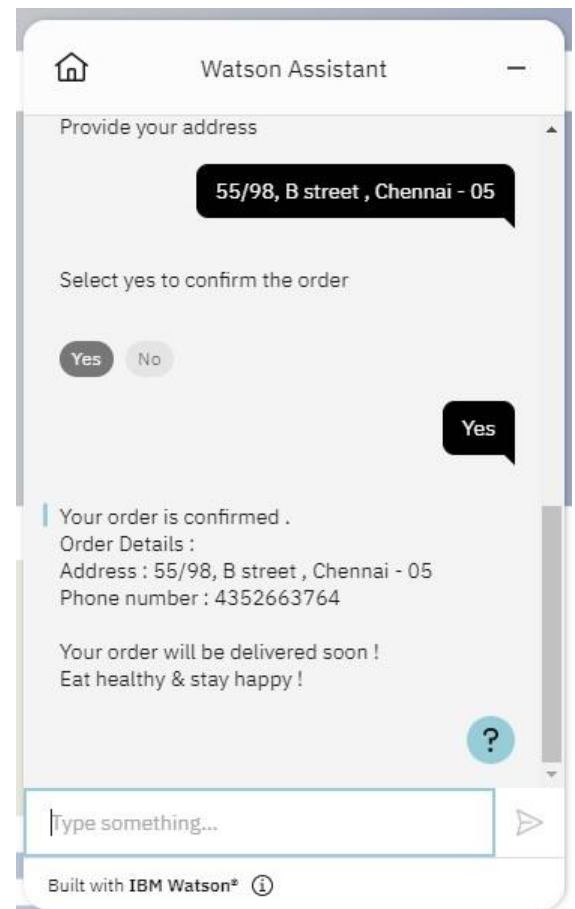 Watson Assistant
Provide your address
55/98, B street , Chennai - 05
Select yes to confirm the order
Yes No
Yes
Your order is confirmed .
Order Details :
Address : 55/98, B street , Chennai - 05
Phone number : 4352663764
Your order will be delivered soon !
Eat healthy & stay happy !
?
Type something...
Built with IBM Watson®